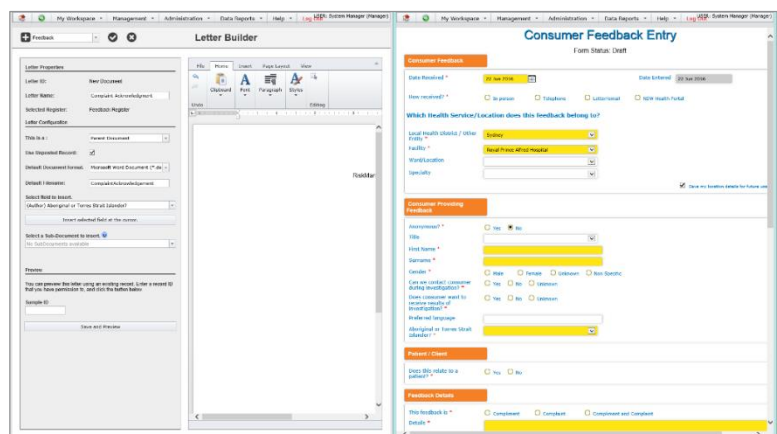 My Workspace Management Administration Data Reports Help Log Out USER: System Manager (Manager)
Feedback
Letter Builder
Letter Properties
Letter ID: New Document
Letter Name: Complaint Acknowledgment
Selected Register: Feedback Register
Letter Configuration
This is a : Parent Document
Use Repeated Record:
Default Document Format: Microsoft Word Document (*.do
Default Filename: ComplaintAcknowledgement
Select field to insert.
(Author) Aboriginal or Torres Strait Islander?
Insert selected field at the cursor.
Select a Sub-Document to insert.
No SubDocuments available
Preview
You can preview this letter using an existing record. Enter a record ID
that you have permission to, and click the button below
Sample ID
Save and Preview
File Home Insert Page Layout View
Clipboard Font Paragraph Styles
Undo Editing
RiskMan
My Workspace Management Administration Data Reports Help USER: System Manager (Manager)
Consumer Feedback Entry
Form Status: Draft
Consumer Feedback
Date Received * Date Entered
How received? * In person Telephone Letter/email NSW Health Portal
Which Health Service/Location does this feedback belong to?
Local Health District / Other
Entity * Sydney
Facility * Royal Prince Alfred Hospital
Ward/Location
Specialty
Save my location details for future use
Consumer Providing
Feedback
Anonymous? * Yes No
Title
First Name *
Surname *
Gender * Male Female Unknown Non Specific
Can we contact consumer
during investigation? * Yes No Unknown
Does consumer want to
receive results of
investigation? * Yes No Unknown
Preferred language
Aboriginal or Torres Strait
Islander? *
Patient / Client
Does this relate to a
patient? * Yes No
Feedback Details
This feedback is * Compliment Complaint Compliment and Complaint
Details *